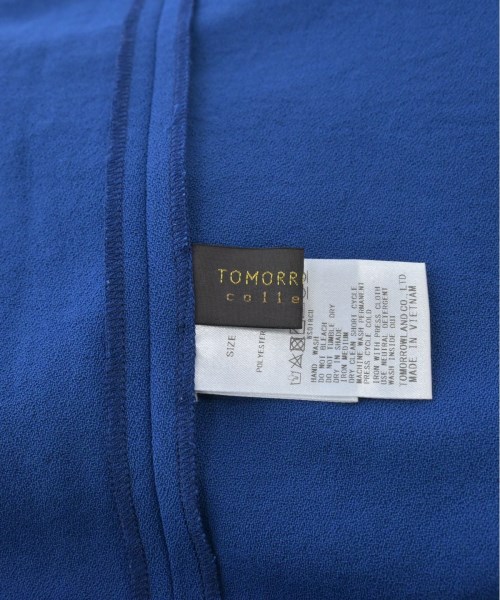 TOMORR
colle
SIZE
POLYESTER
HAND WASH
DO NOT BLEACH
DO NOT TUMBLE DRY
DRY IN SHADE
IRON MEDIUM
DRY CLEAN SHORT CYCLE
MACHINE WASH PERMANENT
PRESS CYCLE COLD
IRON WITH PRESS CLOTH
USE NEUTRAL DETERGENT
WASH INSIDE OUT
TOMORROWLAND CO., LTD.
MADE IN VIETNAM